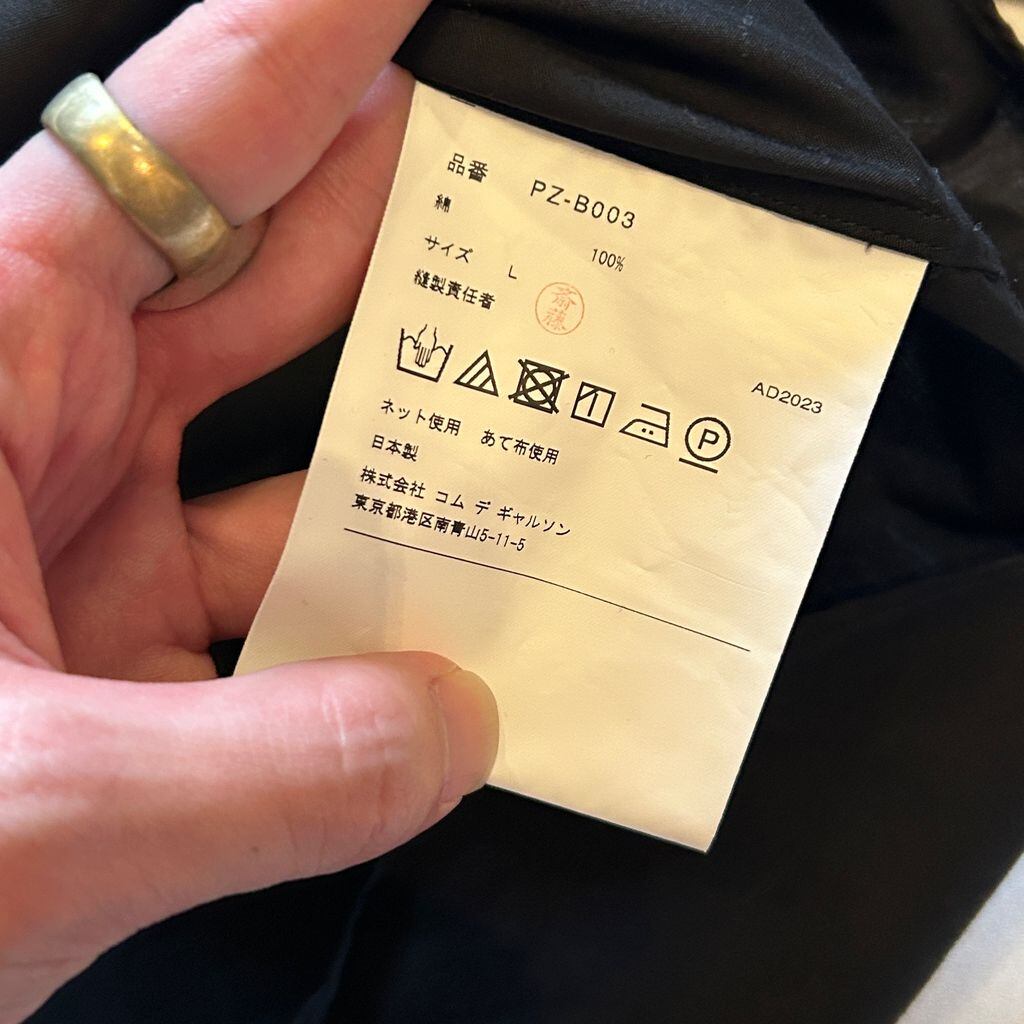 品番 PZ-B003
綿 100%
サイズ L
縫製責任者 斎藤
AD2023
P
ネット使用 あて布使用
日本製
株式会社 コム デ ギャルソン
東京都港区南青山5-11-5